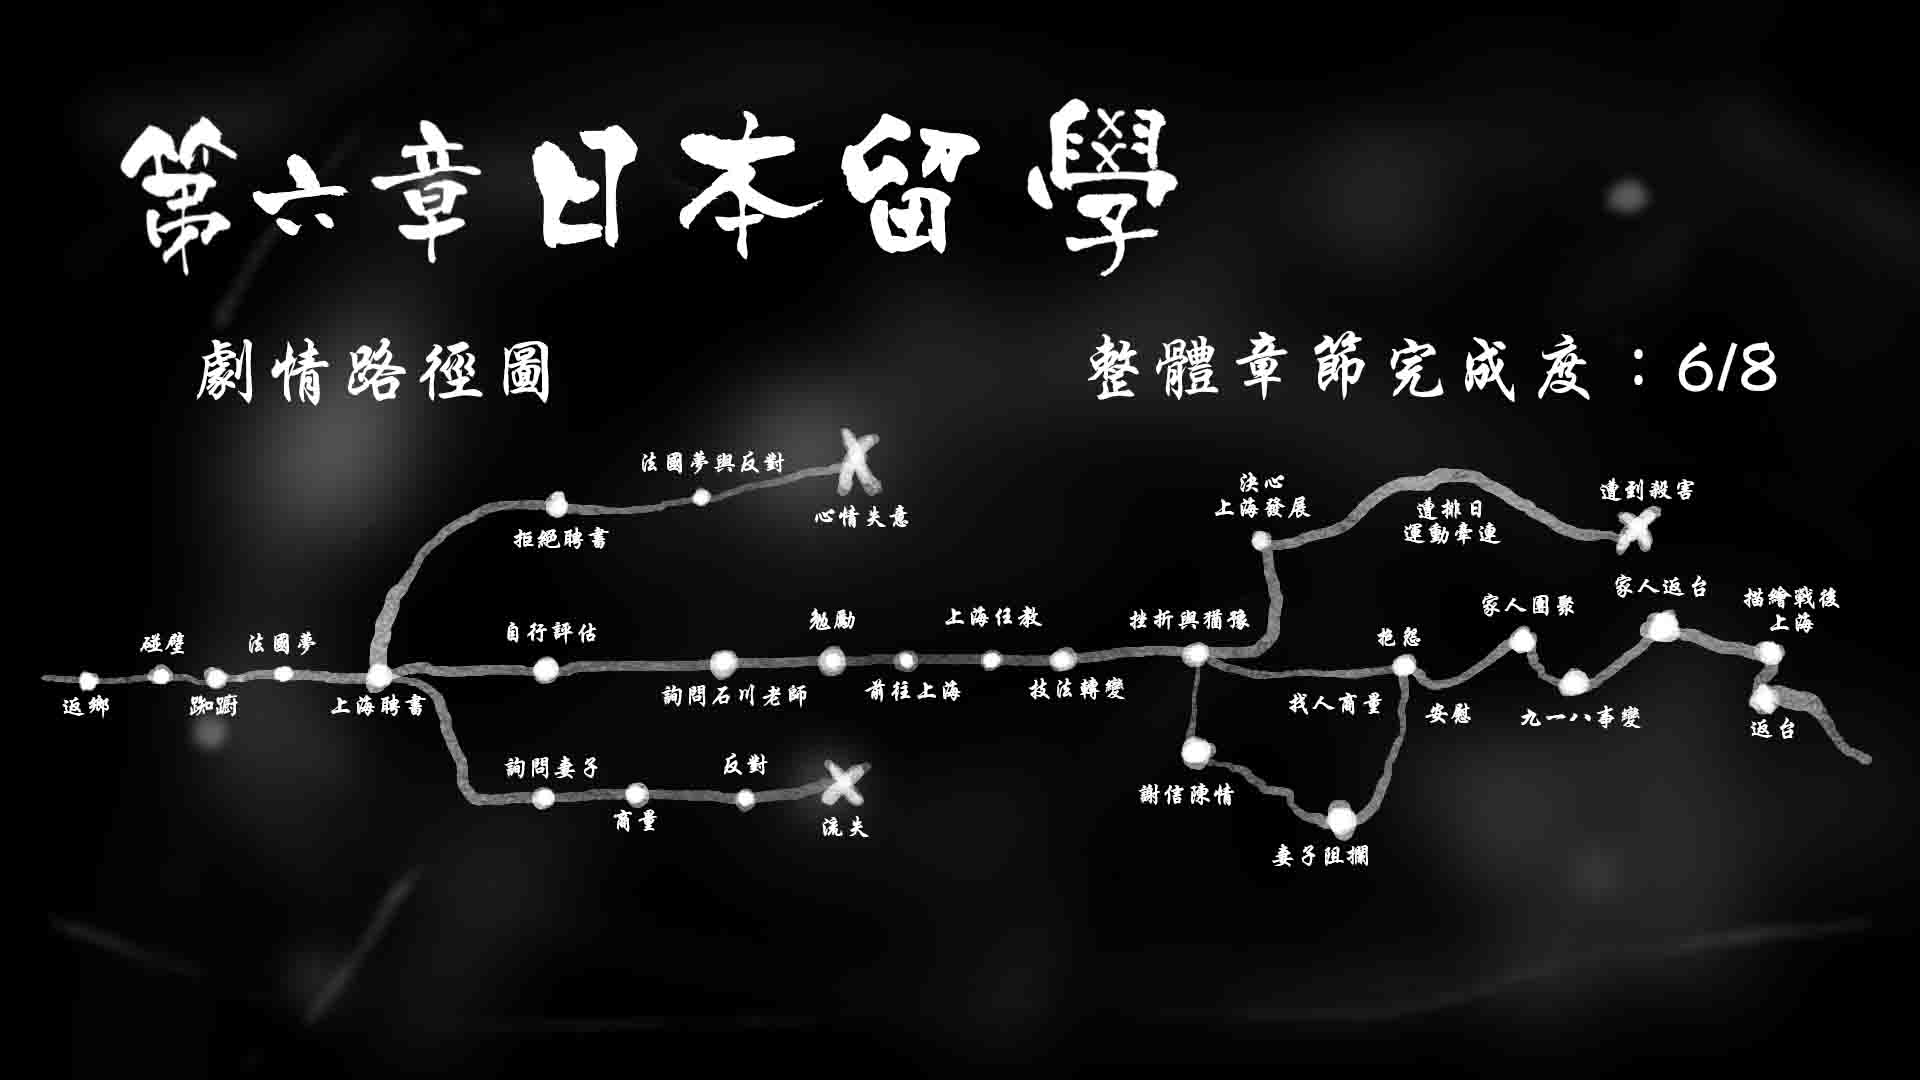 第六章日本留學
劇情路徑圖
整體章節完成度：6/8
法國夢與反對
心情失意
拒絕聘書
決心
上海發展
遭排日
運動牽連
遭到殺害
返鄉
碰壁
踟躕
法國夢
上海聘書
自行評估
詢問石川老師
勉勵
前往上海
上海任教
技法轉變
挫折與猶豫
找人商量
抱怨
安慰
家人團聚
九一八事變
家人返台
描繪戰後
上海
返台
詢問妻子
商量
反對
流失
謝信陳情
妻子阻攔